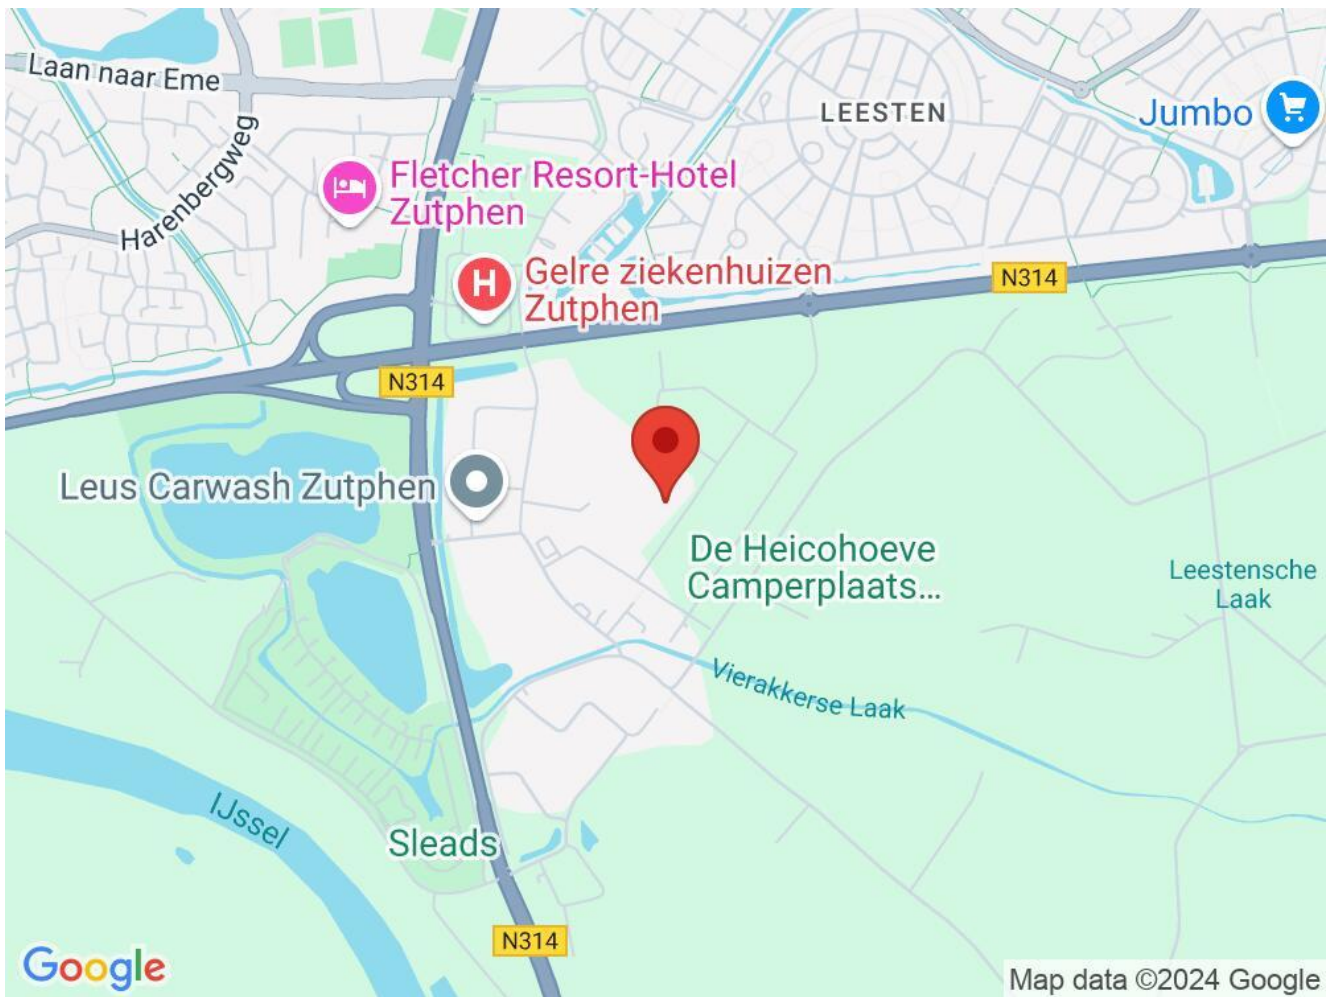 Laan naar Eme
LEESTEN
Jumbo
Harenbergweg
Fletcher Resort-Hotel
Zutphen
Gelre ziekenhuizen
Zutphen
N314
N314
Leus Carwash Zutphen
De Heicohoeve
Camperplaats...
Leestensche
Laak
Vierakkerse Laak
IJssel
Sleads
N314
Google
Map data ©2024 Google